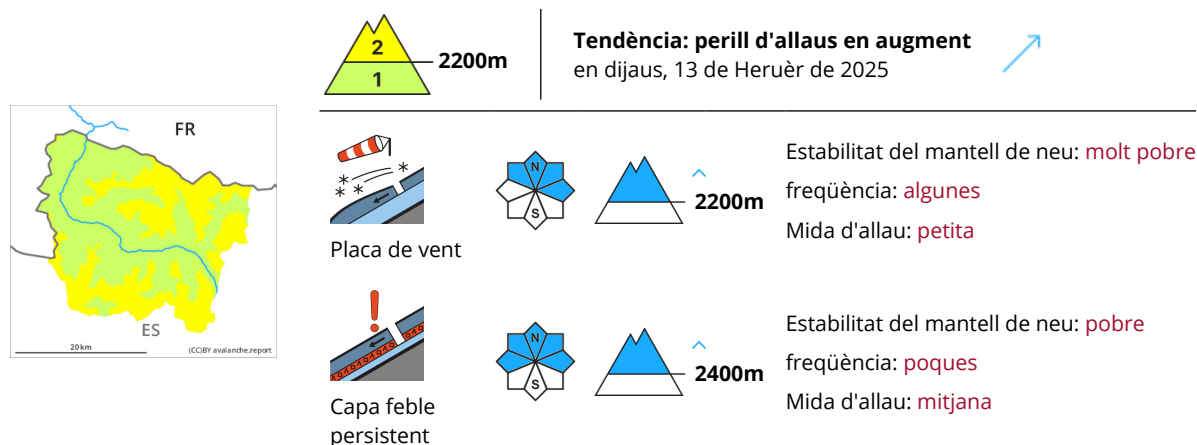 2
1
2200m
Tendència: perill d'allaus en augment
en dijaus, 13 de Heruèr de 2025
FR
ES
20 km
(CC)BY avalanche.report
Placa de vent
N
S
2200m
Estabilitat del mantell de neu: molt pobre
freqüència: algunes
Mida d'allau: petita
Capa feble
persistent
N
S
2400m
Estabilitat del mantell de neu: pobre
freqüència: poques
Mida d'allau: mitjana